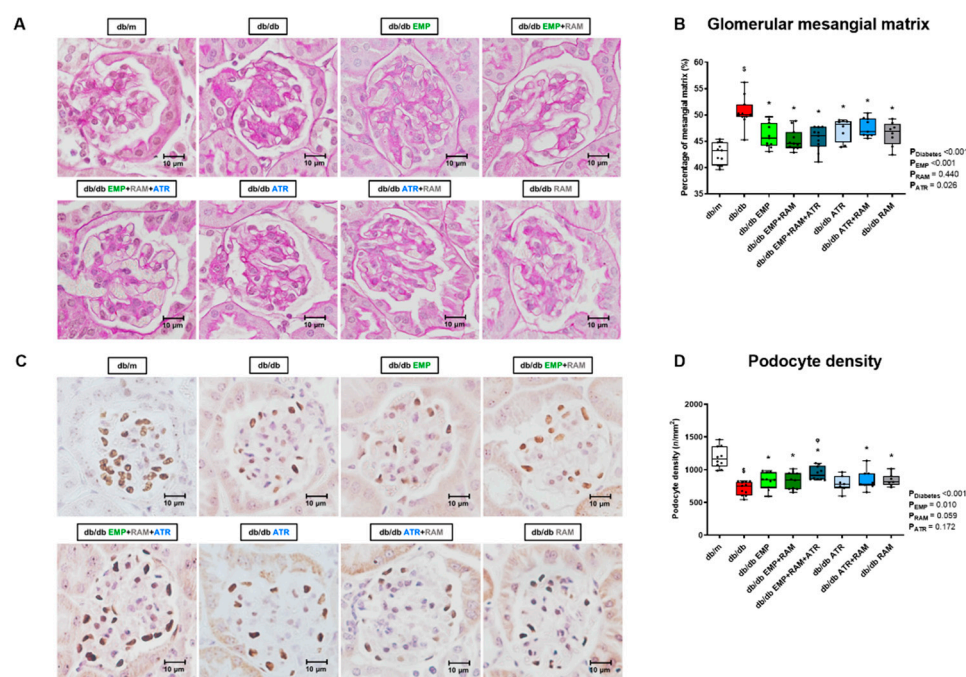 A
db/m
db/db
db/db EMP
db/db EMP+RAM
10 µm
10 µm
10 µm
10 µm
db/db EMP+RAM+ATR
db/db ATR
db/db ATR+RAM
db/db RAM
10 µm
10 µm
10 µm
10 µm
B
Glomerular mesangial matrix
Percentage of mesangial matrix (%)
60
55
50
45
40
35
$
*
*
*
*
*
*
db/m
db/db
db/db EMP
db/db EMP+RAM
db/db EMP+RAM+ATR
db/db ATR
db/db ATR+RAM
db/db RAM
PDiabetes <0.001
PEMP <0.001
PRAM = 0.440
PATR = 0.026
C
db/m
db/db
db/db EMP
db/db EMP+RAM
10 µm
10 µm
10 µm
10 µm
db/db EMP+RAM+ATR
db/db ATR
db/db ATR+RAM
db/db RAM
10 µm
10 µm
10 µm
10 µm
D
Podocyte density
Podocyte density (n/mm²)
2000
1500
1000
500
0
$
*
*
φ
*
*
*
db/m
db/db
db/db EMP
db/db EMP+RAM
db/db EMP+RAM+ATR
db/db ATR
db/db ATR+RAM
db/db RAM
PDiabetes <0.001
PEMP = 0.010
PRAM = 0.059
PATR = 0.172